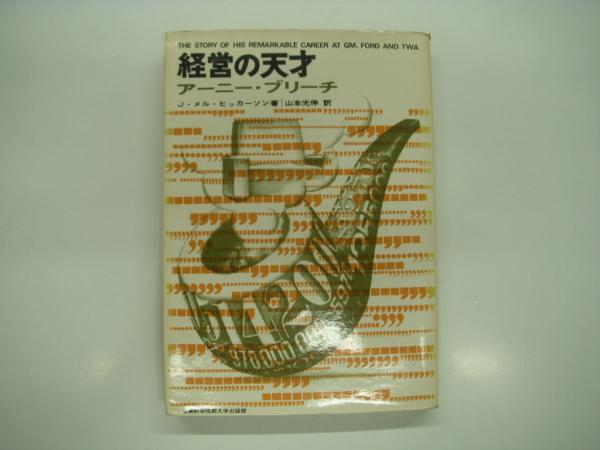 THE STORY OF HIS REMARKABLE CAREER AT GM, FORD AND TWA
経営の天才
アーニー・ブリーチ
J・メル・ヒッカーソン著/山本光伸 訳